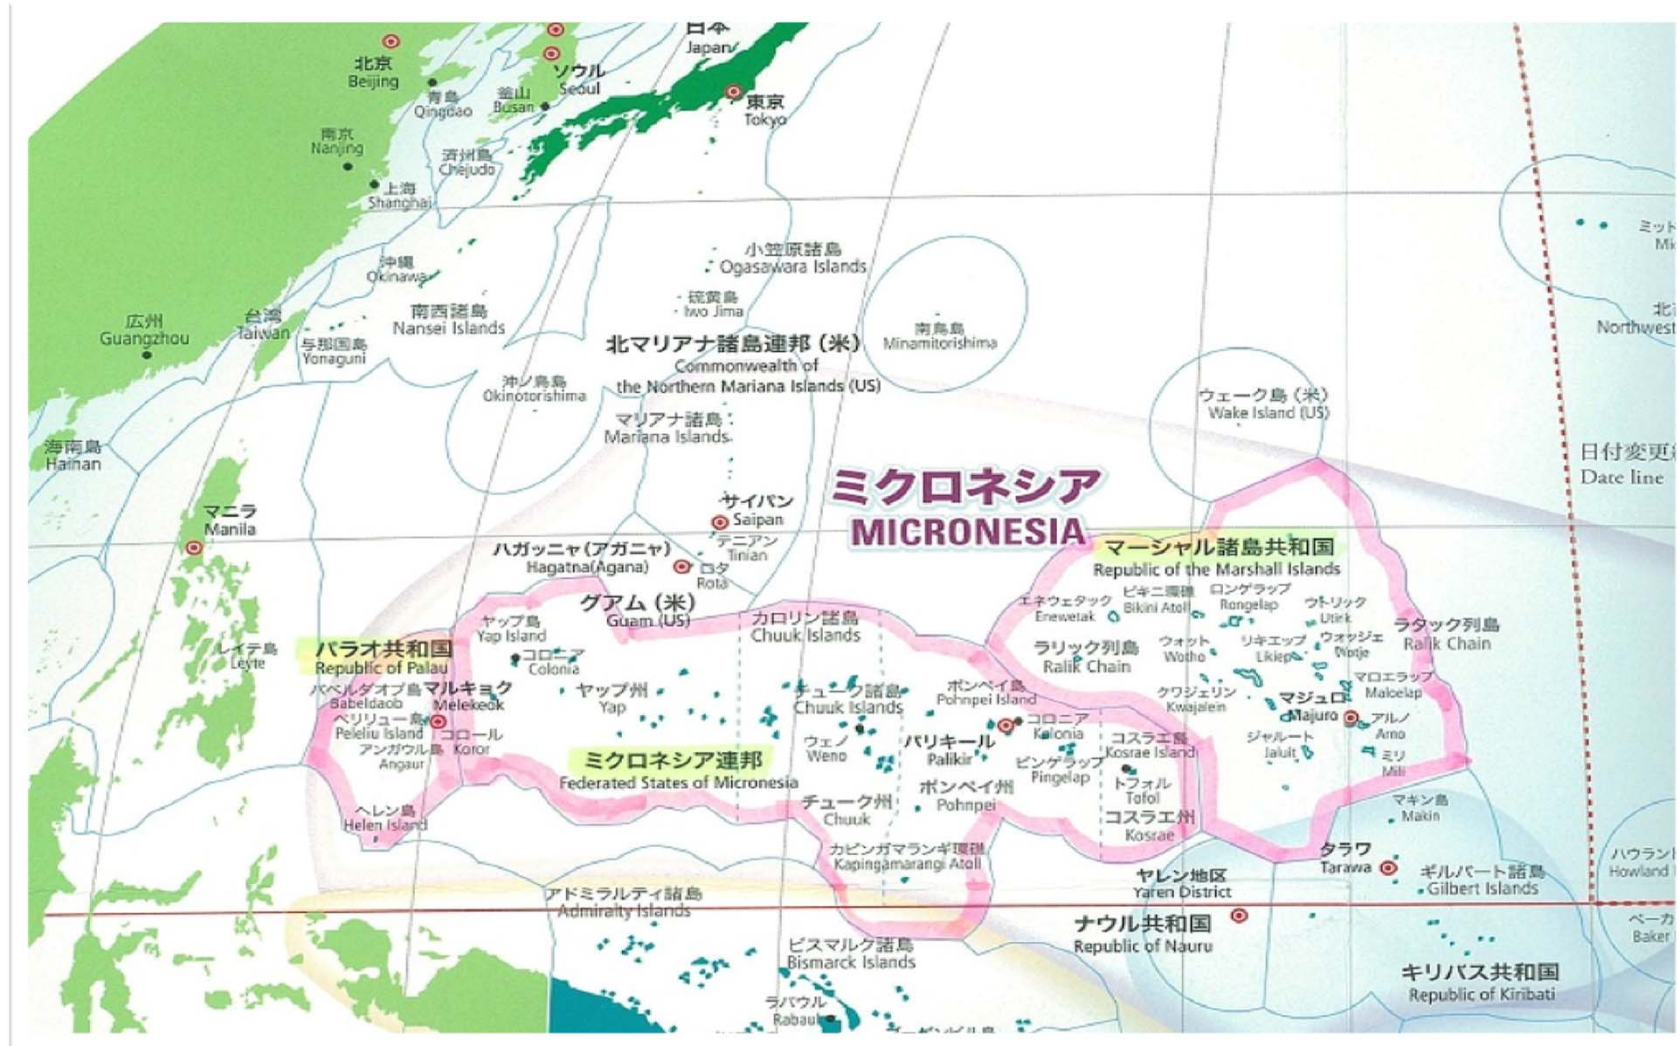 日本
Japan
北京
Beijing
ソウル
Seoul
青島
Qingdao
釜山
Busan
東京
Tokyo
南京
Nanjing
済州島
Chejudo
上海
Shanghai
沖縄
Okinawa
小笠原諸島
Ogasawara Islands
硫黄島
Iwo Jima
南西諸島
Nansei Islands
広州
Guangzhou
台湾
Taiwan
与那国島
Yonaguni
南鳥島
Minamitorishima
北マリアナ諸島連邦（米）
Commonwealth of
the Northern Mariana Islands (US)
沖ノ鳥島
Okinotorishima
マリアナ諸島
Mariana Islands
ウェーク島（米）
Wake Island (US)
海南島
Hainan
Northwest
日付変更
Date line
ミクロネシア
MICRONESIA
マニラ
Manila
サイパン
Saipan
テニアン
Tinian
ハガッニャ（アガニャ）
Hagatna(Agana)
ロタ
Rota
グアム（米）
Guam (US)
マーシャル諸島共和国
Republic of the Marshall Islands
エネウェタック
Enewetak
ビキニ環礁
Bikini Atoll
ロンゲラップ
Rongelap
ウトリック
Utirk
ラタック列島
Ralik Chain
ラリック列島
Ralik Chain
ウォット
Wotho
リキエップ
Likiep
ウォッジェ
Wotje
クワジェリン
Kwajalein
マロエラップ
Maloelap
マジュロ
Majuro
アルノ
Arno
ジャルート
Jaluit
ミリ
Mili
レイテ島
Leyte
パラオ共和国
Republic of Palau
バベルダオブ島
Babeldaob
マルキョク
Melekeok
ペリリュー島
Peleliu Island
コロール
Koror
アンガウル島
Angaur
ヘレン島
Helen Island
ヤップ島
Yap Island
コロニア
Colonia
ヤップ州
Yap
カロリン諸島
Chuuk Islands
チューク諸島
Chuuk Islands
ウェノ
Weno
ミクロネシア連邦
Federated States of Micronesia
チューク州
Chuuk
ポンペイ島
Pohnpei Island
コロニア
Kolonia
パリキール
Palikir
ピンゲラップ
Pingelap
ポンペイ州
Pohnpei
コスラエ島
Kosrae Island
トフォル
Tofol
コスラエ州
Kosrae
カピンガマランギ環礁
Kapingamarangi Atoll
マキン島
Makin
タラワ
Tarawa
ギルバート諸島
Gilbert Islands
Howland
Baker
ヤレン地区
Yaren District
ナウル共和国
Republic of Nauru
キリバス共和国
Republic of Kiribati
アドミラルティ諸島
Admiralty Islands
ビスマルク諸島
Bismarck Islands
ラバウル
Rabaul